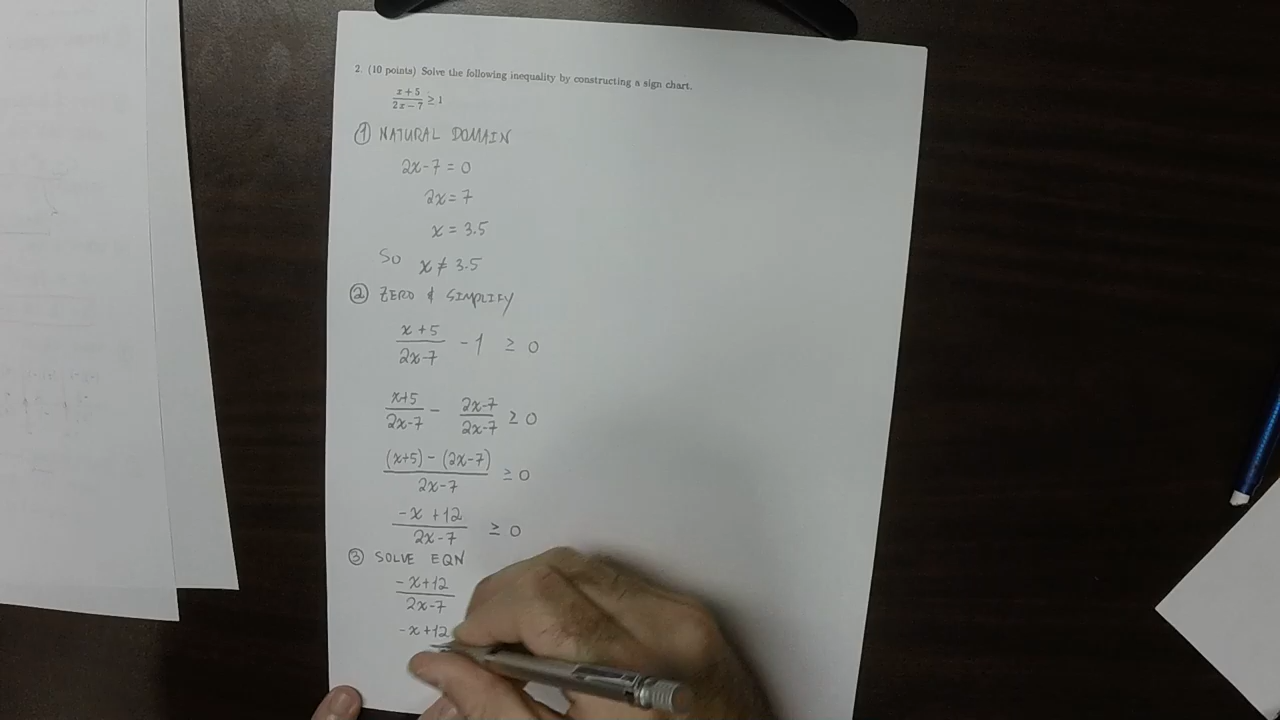 2. (10 points) Solve the following inequality by constructing a sign chart.
x+5 / 2x−7 ≥ 1
① NATURAL DOMAIN
2x-7 = 0
2x = 7
x = 3.5
So x ≠ 3.5
② ZERO & SIMPLIFY
x+5 / 2x-7 - 1 ≥ 0
x+5 / 2x-7 - 2x-7 / 2x-7 ≥ 0
(x+5) - (2x-7) / 2x-7 ≥ 0
-x+12 / 2x-7 ≥ 0
③ SOLVE EQN
-x+12 / 2x-7
-x+12